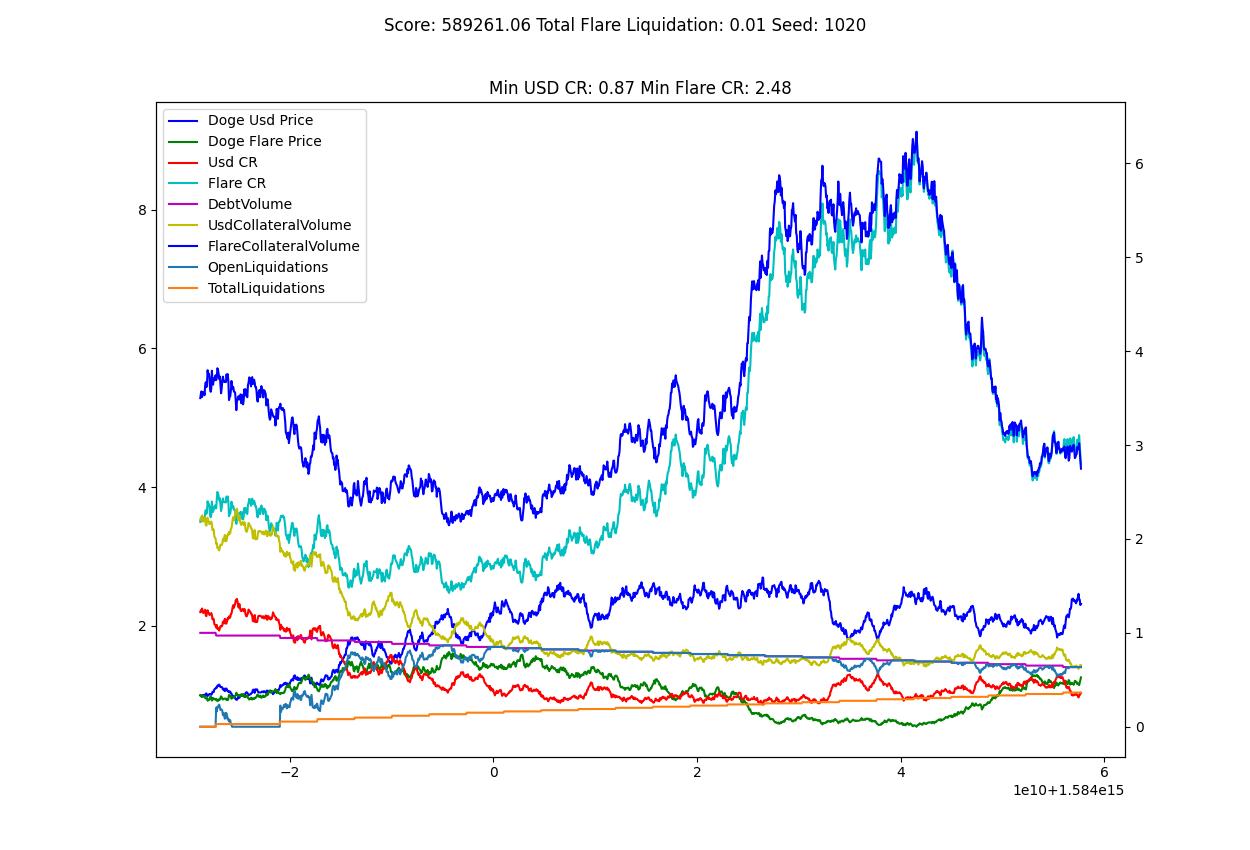 Score: 589261.06 Total Flare Liquidation: 0.01 Seed: 1020
Min USD CR: 0.87 Min Flare CR: 2.48
Doge Usd Price
Doge Flare Price
Usd CR
Flare CR
DebtVolume
UsdCollateralVolume
FlareCollateralVolume
OpenLiquidations
TotalLiquidations
8
6
4
2
6
5
4
3
2
1
0
−2 0 2 4 6
1e10+1.584e15